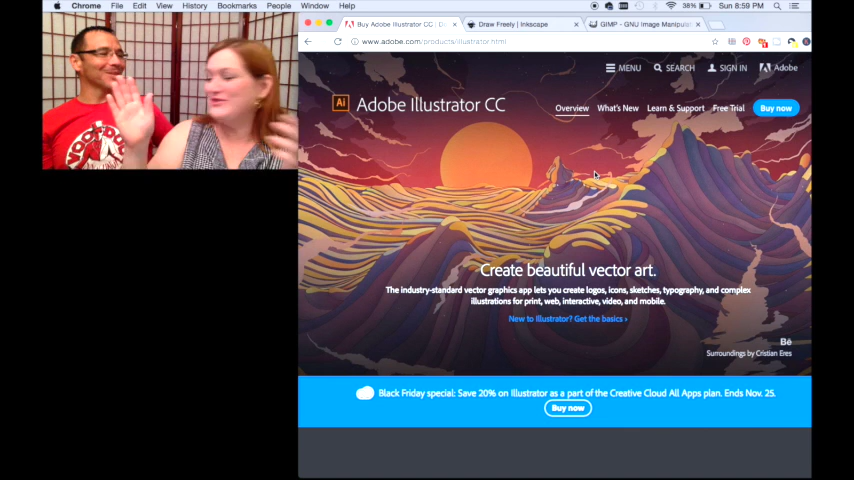 Chrome File Edit View History Bookmarks People Window Help
38% Sun 8:59 PM
Buy Adobe Illustrator CC
Draw Freely | Inkscape
GIMP - GNU Image Manipulat
www.adobe.com/products/illustrator.html
MENU SEARCH SIGN IN Adobe
Ai Adobe Illustrator CC
Overview What's New Learn & Support Free Trial Buy now
Create beautiful vector art.
The industry-standard vector graphics app lets you create logos, icons, sketches, typography, and complex
illustrations for print, web, interactive, video, and mobile.
New to Illustrator? Get the basics ›
Bē
Surroundings by Cristian Eres
Black Friday special: Save 20% on Illustrator as a part of the Creative Cloud All Apps plan. Ends Nov. 25.
Buy now